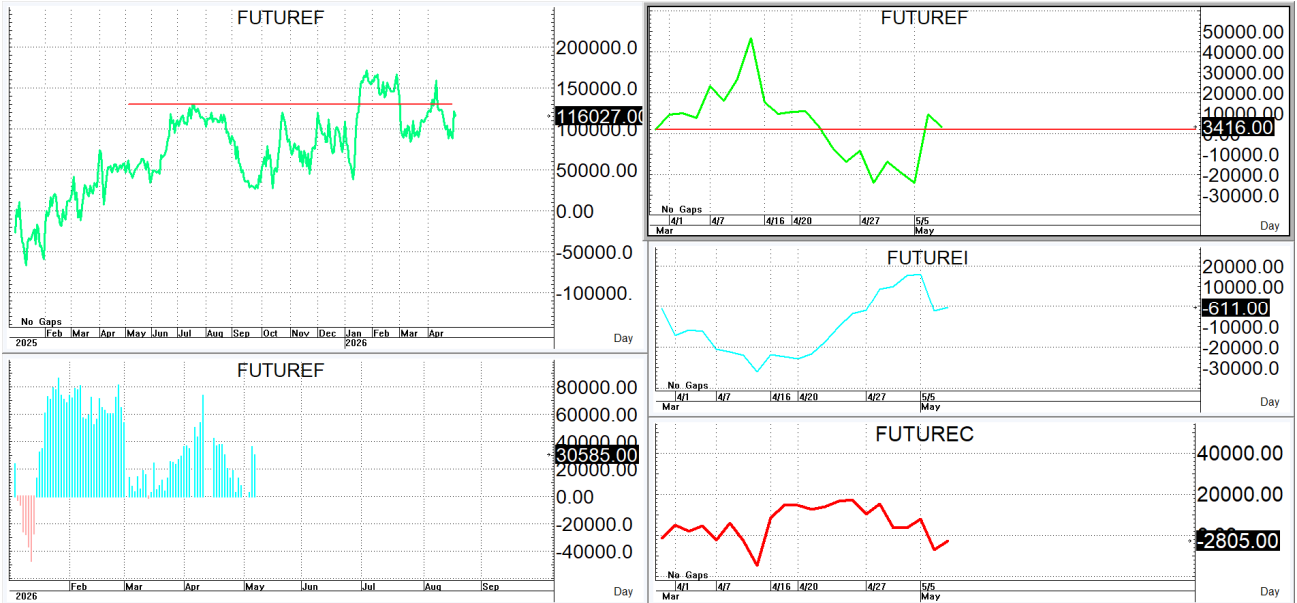 FUTUREF
200000.0
150000.0
116027.00
100000.0
50000.00
0.00
-50000.0
-100000.
No Gaps
Feb Mar Apr May Jun Jul Aug Sep Oct Nov Dec Jan Feb Mar Apr
2025 2026
Day
FUTUREF
80000.00
60000.00
40000.00
30585.00
20000.00
0.00
-20000.0
-40000.0
Feb Mar Apr May Jun Jul Aug Sep
2026
Day
FUTUREF
50000.00
40000.00
30000.00
20000.00
10000.00
3416.00
-10000.0
-20000.0
-30000.0
No Gaps
4/1 4/7 4/16 4/20 4/27 5/5
Mar May
Day
FUTUREI
20000.00
10000.00
-611.00
-10000.0
-20000.0
-30000.0
No Gaps
4/1 4/7 4/16 4/20 4/27 5/5
Mar May
Day
FUTUREC
40000.00
20000.00
-2805.00
No Gaps
4/1 4/7 4/16 4/20 4/27 5/5
Mar May
Day